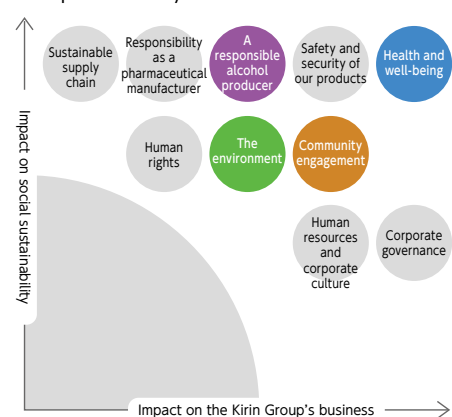 Sustainable
supply
chain
Responsibility
as a
pharmaceutical
manufacturer
A
responsible
alcohol
producer
Safety and
security of
our products
Health and
well-being
Human
rights
The
environment
Community
engagement
Human
resources
and
corporate
culture
Corporate
governance
Impact on social sustainability
Impact on the Kirin Group's business